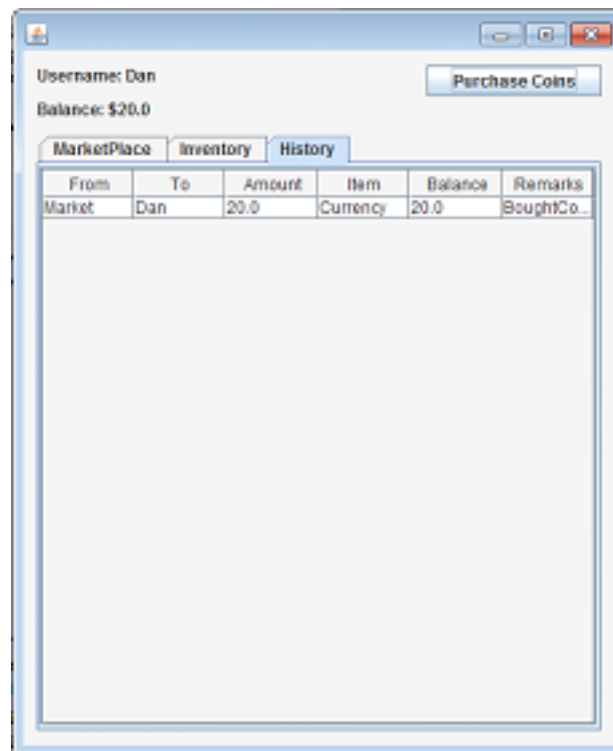 Username: Dan
Purchase Coins
Balance: $20.0
MarketPlace Inventory History
From To Amount Item Balance Remarks
Market Dan 20.0 Currency 20.0 BoughtCo...